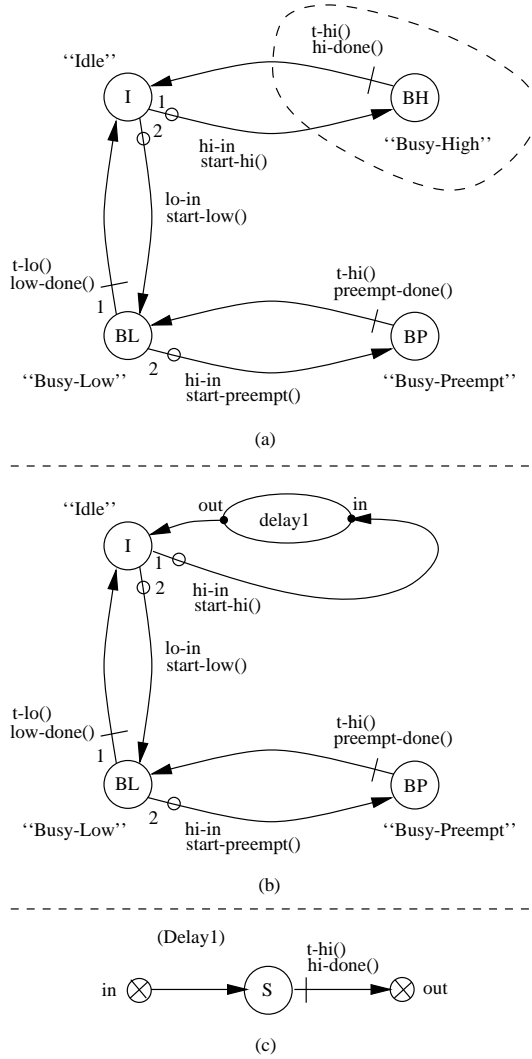 t-hi()
hi-done()
‘‘Idle’’
I
1
2
BH
‘‘Busy-High’’
hi-in
start-hi()
lo-in
start-low()
t-lo()
low-done()
1
t-hi()
preempt-done()
BL
BP
2
‘‘Busy-Low’’
hi-in
start-preempt()
‘‘Busy-Preempt’’
(a)
‘‘Idle’’
out
in
delay1
I
1
2
hi-in
start-hi()
lo-in
start-low()
t-lo()
low-done()
1
t-hi()
preempt-done()
BL
BP
2
‘‘Busy-Low’’
hi-in
start-preempt()
‘‘Busy-Preempt’’
(b)
(Delay1)
t-hi()
hi-done()
in
S
out
(c)